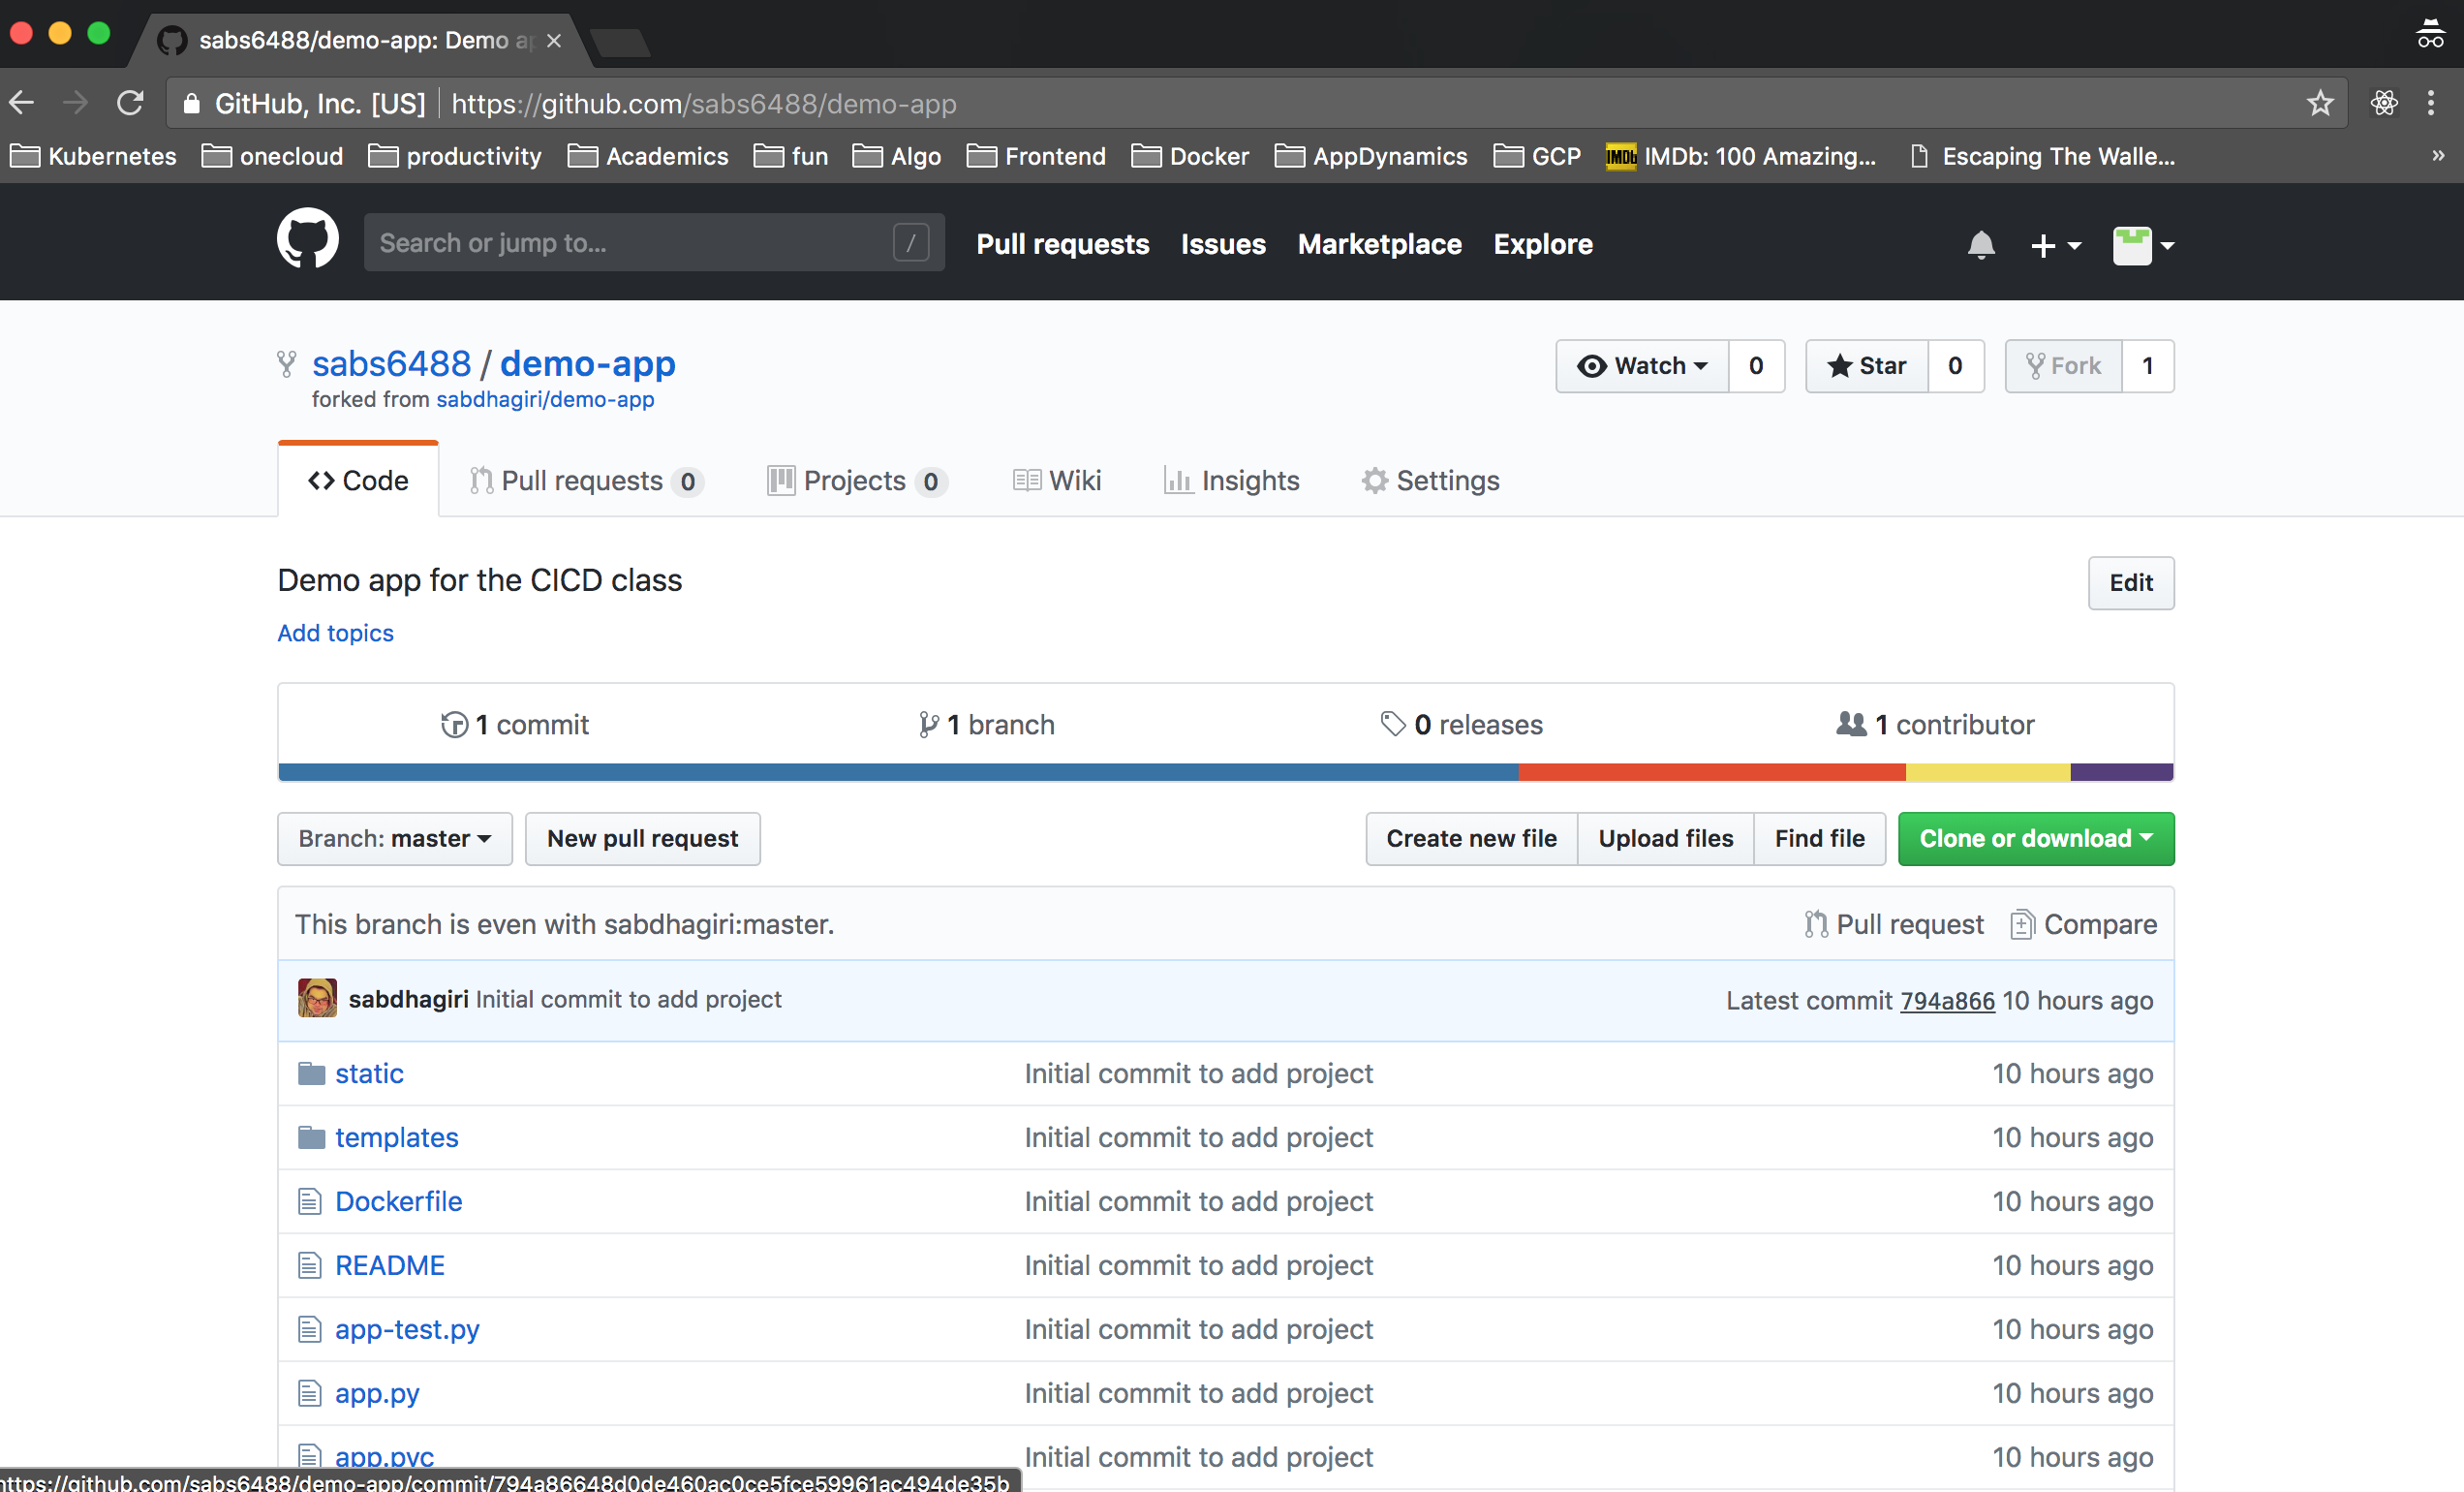 sabs6488/demo-app: Demo ap
GitHub, Inc. [US] https://github.com/sabs6488/demo-app
Kubernetes onecloud productivity Academics fun Algo Frontend Docker AppDynamics GCP IMDb IMDb: 100 Amazing... Escaping The Walle... »
Search or jump to... / Pull requests Issues Marketplace Explore
sabs6488 / demo-app Watch 0 Star 0 Fork 1
forked from sabdhagiri/demo-app
Code Pull requests 0 Projects 0 Wiki Insights Settings
Demo app for the CICD class Edit
Add topics
1 commit 1 branch 0 releases 1 contributor
Branch: master New pull request Create new file Upload files Find file Clone or download
This branch is even with sabdhagiri:master. Pull request Compare
sabdhagiri Initial commit to add project Latest commit 794a866 10 hours ago
static Initial commit to add project 10 hours ago
templates Initial commit to add project 10 hours ago
Dockerfile Initial commit to add project 10 hours ago
README Initial commit to add project 10 hours ago
app-test.py Initial commit to add project 10 hours ago
app.py Initial commit to add project 10 hours ago
app.pyc Initial commit to add project 10 hours ago
https://github.com/sabs6488/demo-app/commit/794a86648d0de460ac0ce5fce59961ac494de35b